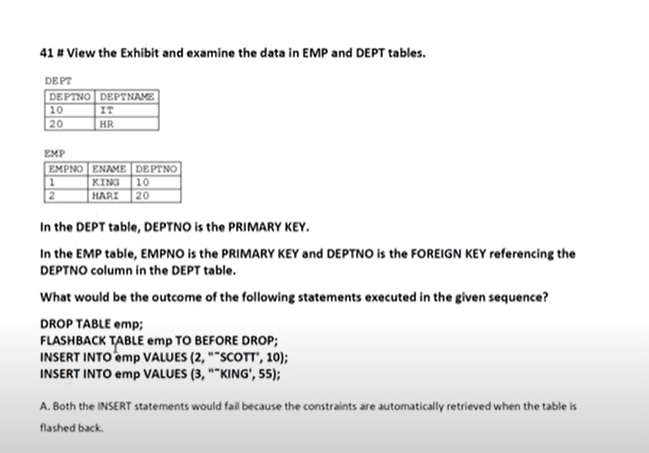 41 # View the Exhibit and examine the data in EMP and DEPT tables.
DEPT
DEPTNO DEPTNAME
10 IT
20 HR
EMP
EMPNO ENAME DEPTNO
1 KING 10
2 HARI 20
In the DEPT table, DEPTNO is the PRIMARY KEY.
In the EMP table, EMPNO is the PRIMARY KEY and DEPTNO is the FOREIGN KEY referencing the
DEPTNO column in the DEPT table.
What would be the outcome of the following statements executed in the given sequence?
DROP TABLE emp;
FLASHBACK TABLE emp TO BEFORE DROP;
INSERT INTO emp VALUES (2, "˜SCOTT', 10);
INSERT INTO emp VALUES (3, "˜KING', 55);
A. Both the INSERT statements would fail because the constraints are automatically retrieved when the table is
flashed back.